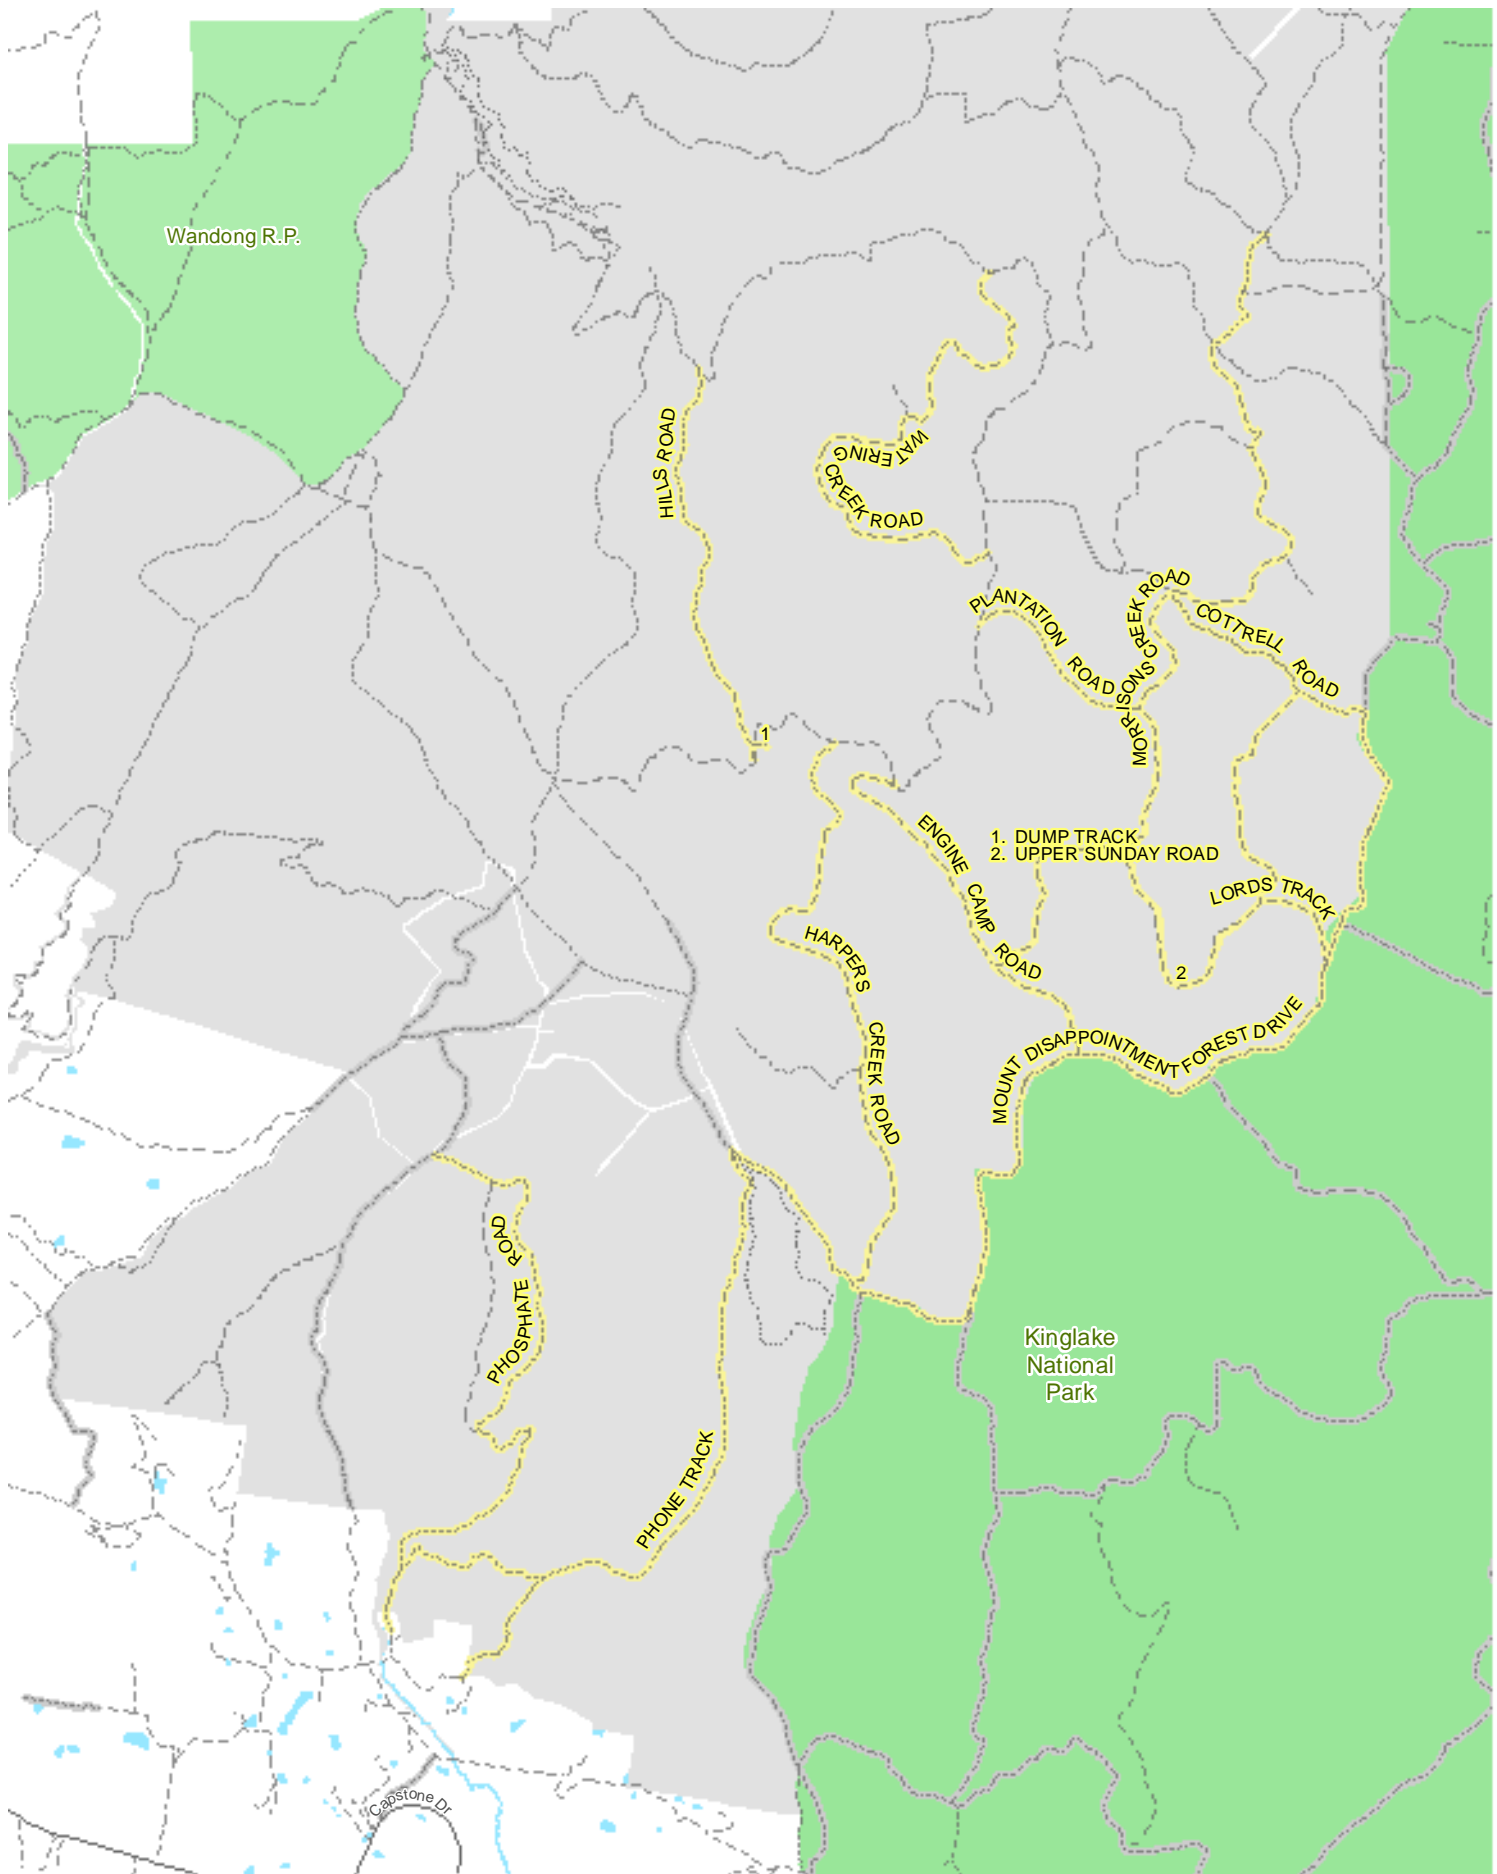 Wandong R.P.
HILLS ROAD
WATERING
CREEK ROAD
PLANTATION ROAD
MORRISONS CREEK ROAD
COTTRELL ROAD
1
ENGINE CAMP ROAD
1. DUMP TRACK
2. UPPER SUNDAY ROAD
LORDS TRACK
HARPERS CREEK ROAD
2
MOUNT DISAPPOINTMENT FOREST DRIVE
PHOSPHATE ROAD
Kinglake
National
Park
PHONE TRACK
Capstone Dr